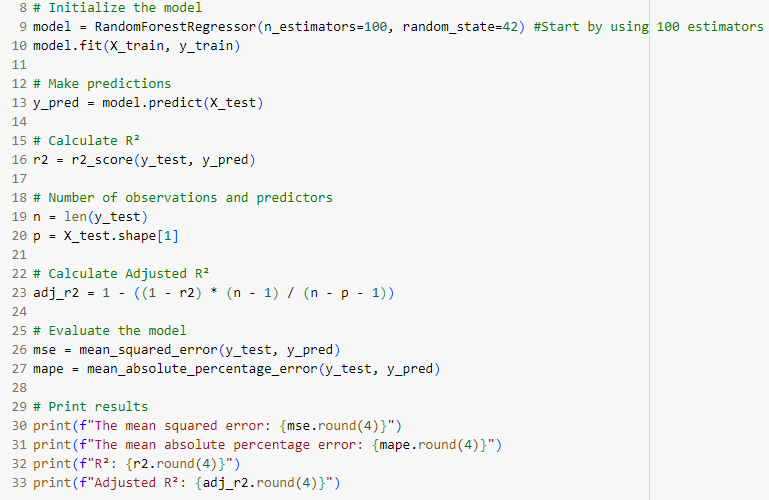 8 # Initialize the model
9 model = RandomForestRegressor(n_estimators=100, random_state=42) #Start by using 100 estimators
10 model.fit(X_train, y_train)
11
12 # Make predictions
13 y_pred = model.predict(X_test)
14
15 # Calculate R²
16 r2 = r2_score(y_test, y_pred)
17
18 # Number of observations and predictors
19 n = len(y_test)
20 p = X_test.shape[1]
21
22 # Calculate Adjusted R²
23 adj_r2 = 1 - ((1 - r2) * (n - 1) / (n - p - 1))
24
25 # Evaluate the model
26 mse = mean_squared_error(y_test, y_pred)
27 mape = mean_absolute_percentage_error(y_test, y_pred)
28
29 # Print results
30 print(f"The mean squared error: {mse.round(4)}")
31 print(f"The mean absolute percentage error: {mape.round(4)}")
32 print(f"R²: {r2.round(4)}")
33 print(f"Adjusted R²: {adj_r2.round(4)}")